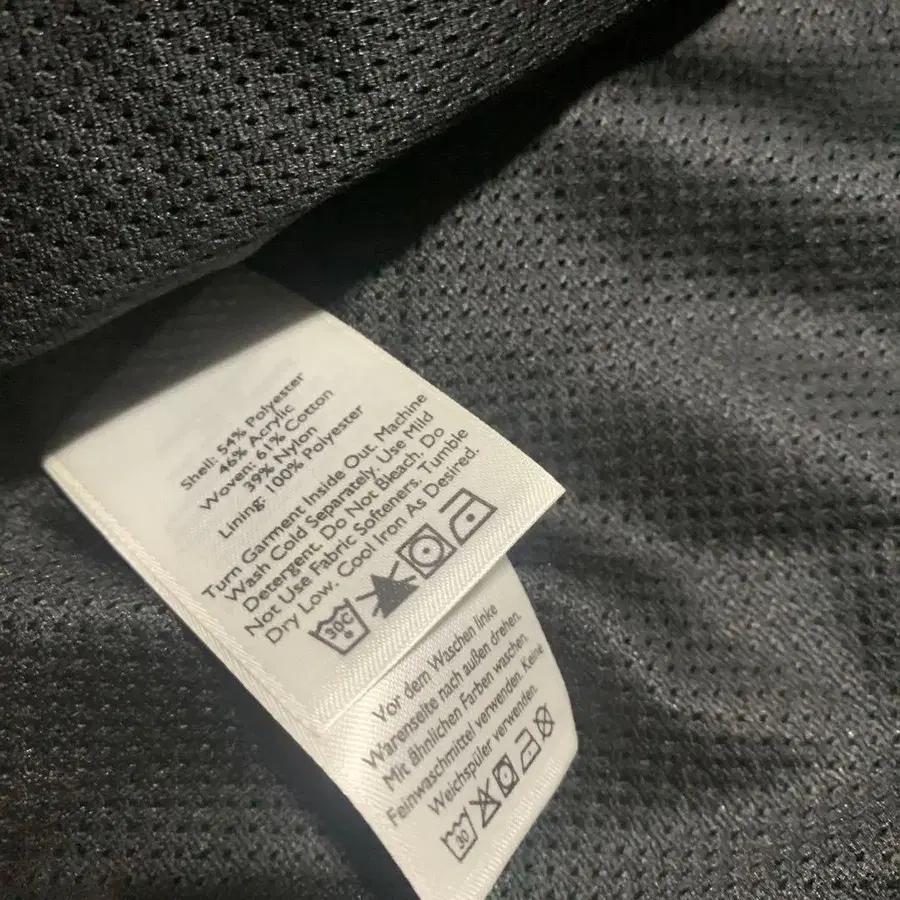 Shell: 54% Polyester
46% Acrylic
Woven: 61% Cotton
39% Nylon
Lining: 100% Polyester
Turn Garment Inside Out. Machine
Wash Cold Separately. Use Mild
Detergent. Do Not Bleach. Do
Not Use Fabric Softeners. Tumble
Dry Low. Cool Iron As Desired.
30C
Vor dem Waschen linke
Warenseite nach außen drehen.
Mit ähnlichen Farben waschen.
Feinwaschmittel verwenden. Keine
Weichspüler verwenden.
30